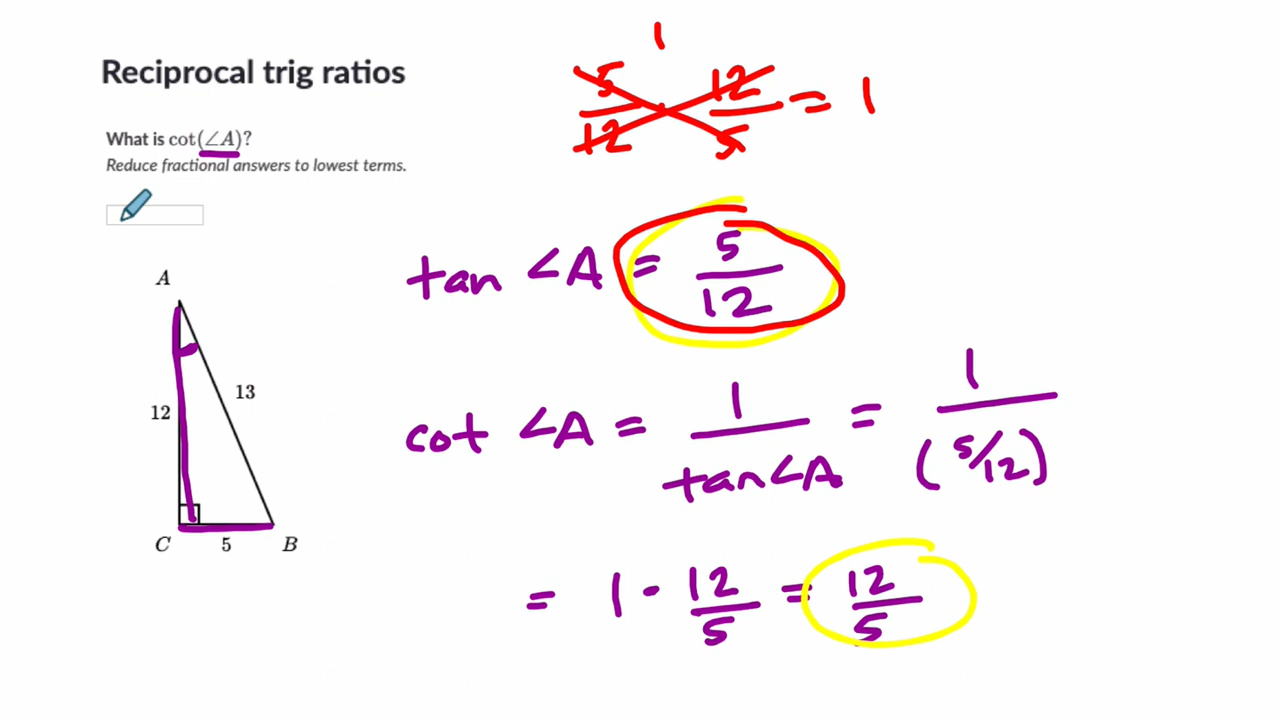 Reciprocal trig ratios
What is cot(∠A)?
Reduce fractional answers to lowest terms.
1
5/12 12/5 = 1
tan ∠A = 5/12
cot ∠A = 1/tan∠A = 1/(5/12)
= 1 · 12/5 = 12/5
A
12
13
C
5
B